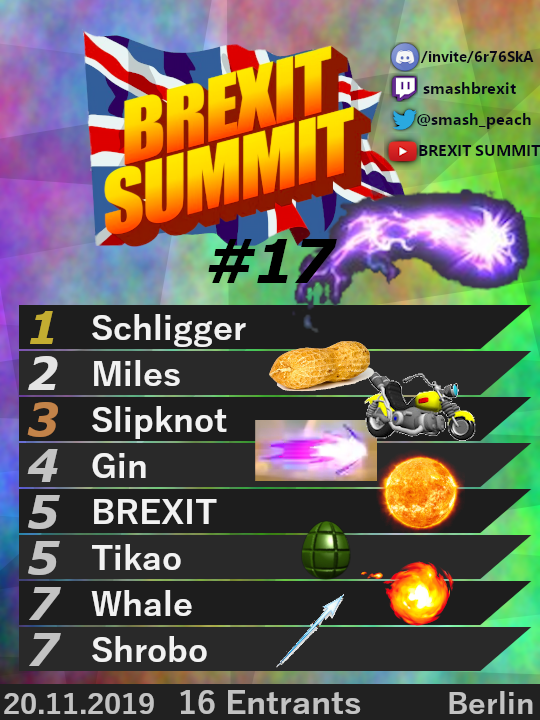 BREXIT
SUMMIT
#17
/invite/6r76SkA
smashbrexit
@smash_peach
BREXIT SUMMIT
1 Schligger
2 Miles
3 Slipknot
4 Gin
5 BREXIT
5 Tikao
7 Whale
7 Shrobo
20.11.2019 16 Entrants Berlin